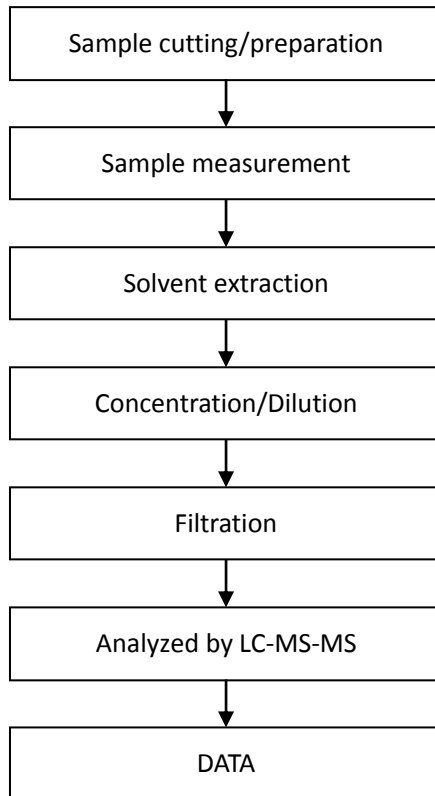 Sample cutting/preparation
Sample measurement
Solvent extraction
Concentration/Dilution
Filtration
Analyzed by LC-MS-MS
DATA